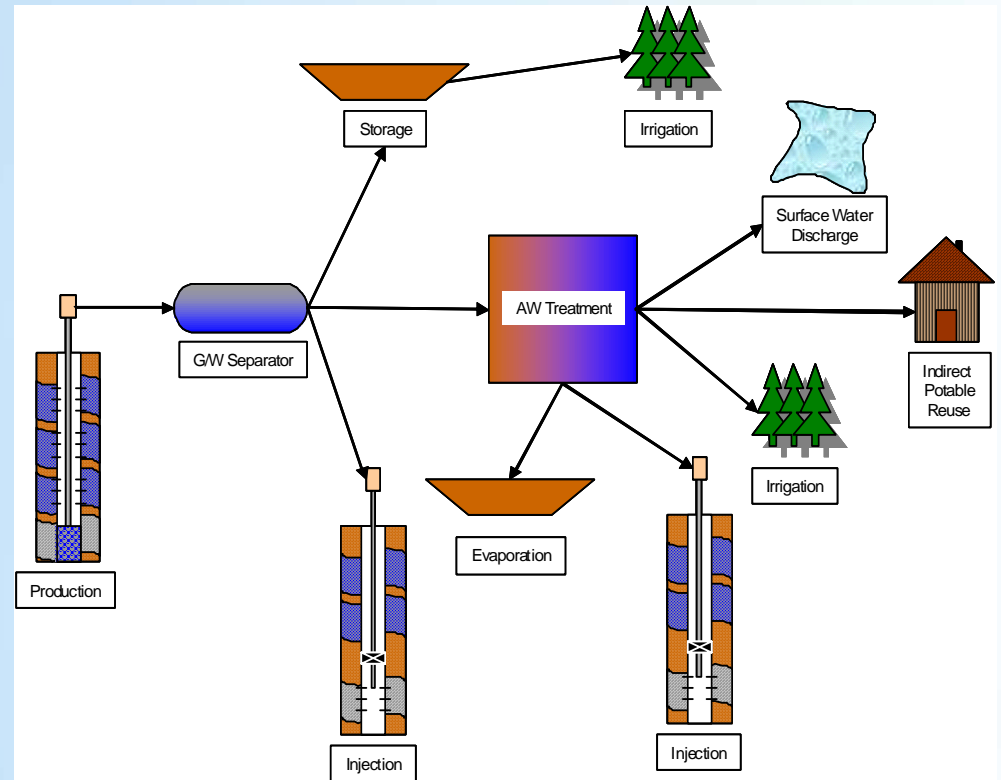 Storage
Irrigation
Surface Water
Discharge
AW Treatment
G/W Separator
Indirect
Potable
Reuse
Irrigation
Evaporation
Production
Injection
Injection